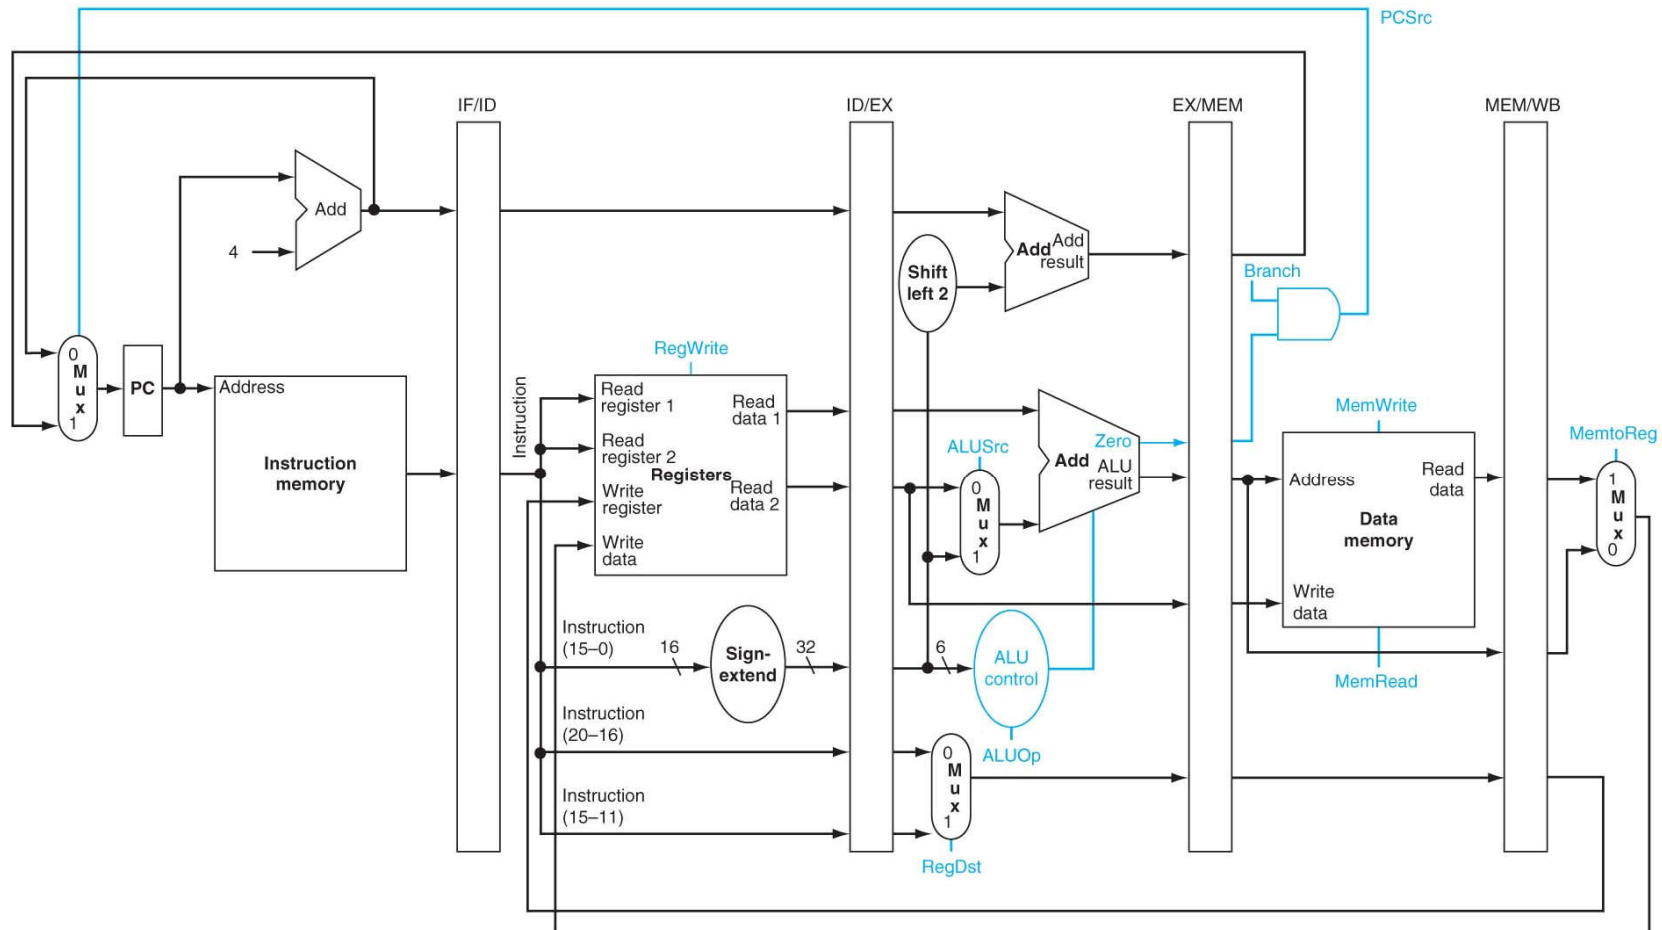 PCSrc
IF/ID
ID/EX
EX/MEM
MEM/WB
Add
4
Shift
left 2
Add
Add
result
Branch
0
M
u
x
1
PC
Address
Instruction
memory
Instruction
RegWrite
Read
register 1
Read
register 2
Write
register
Write
data
Registers
Read
data 1
Read
data 2
ALUSrc
0
M
u
x
1
Zero
Add
ALU
result
MemWrite
Address
Read
data
Data
memory
Write
data
MemRead
MemtoReg
1
M
u
x
0
Instruction
(15–0)
16
Sign-
extend
32
6
ALU
control
ALUOp
Instruction
(20–16)
Instruction
(15–11)
0
M
u
x
1
RegDst